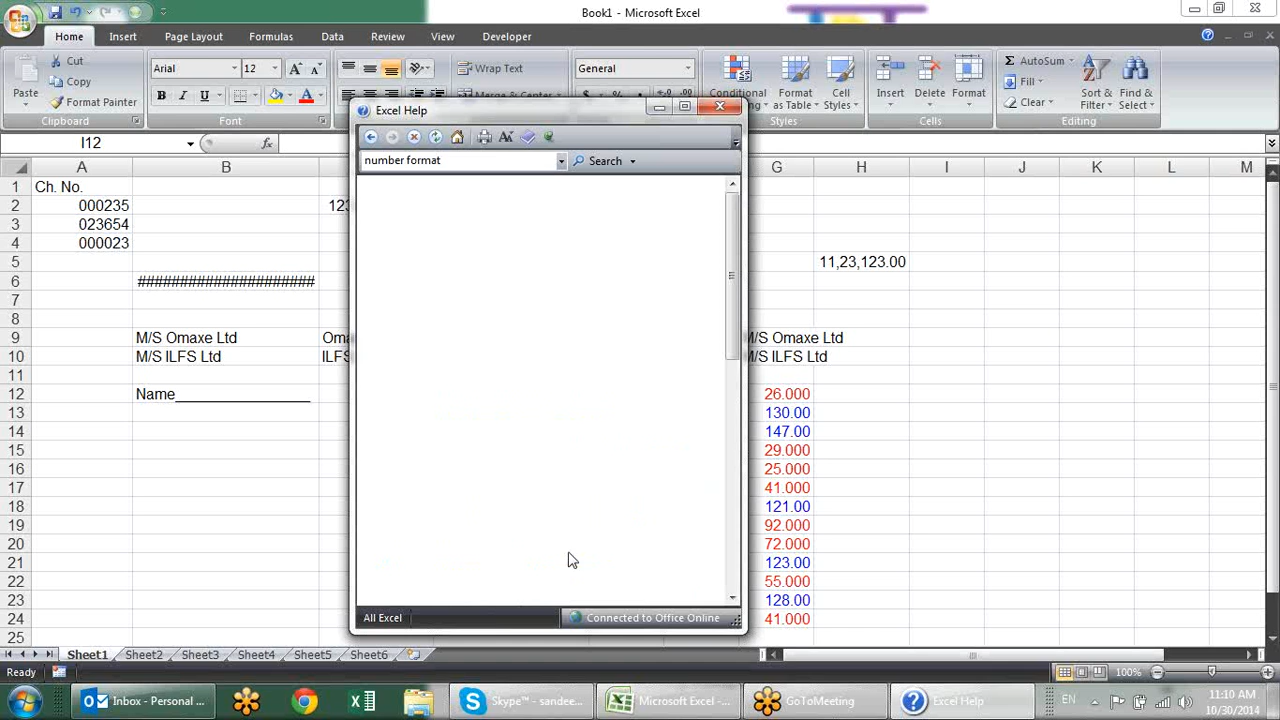 Book1 - Microsoft Excel
Home Insert Page Layout Formulas Data Review View Developer
Paste
Cut
Copy
Format Painter
Clipboard
Arial 12
B I U
Font
Wrap Text
Merge & Center
General
Conditional
Format as Table
Cell Styles
Styles
Insert Delete Format
Cells
AutoSum
Fill
Clear
Sort & Filter
Find & Select
Editing
I12
fx
Excel Help
number format
Search
All Excel
Connected to Office Online
A B G H I J K L M
1 Ch. No.
2 000235 123
3 023654
4 000023
5 11,23,123.00
6 ######################
7
8
9 M/S Omaxe Ltd Oma M/S Omaxe Ltd
10 M/S ILFS Ltd ILFS M/S ILFS Ltd
11
12 Name________________ 26.000
13 130.00
14 147.00
15 29.000
16 25.000
17 41.000
18 121.00
19 92.000
20 72.000
21 123.00
22 55.000
23 128.00
24 41.000
25
Sheet1 Sheet2 Sheet3 Sheet4 Sheet5 Sheet6
Ready
100%
Inbox - Personal ...
Skype™ - sandee...
Microsoft Excel -...
GoToMeeting
Excel Help
EN
11:10 AM
10/30/2014